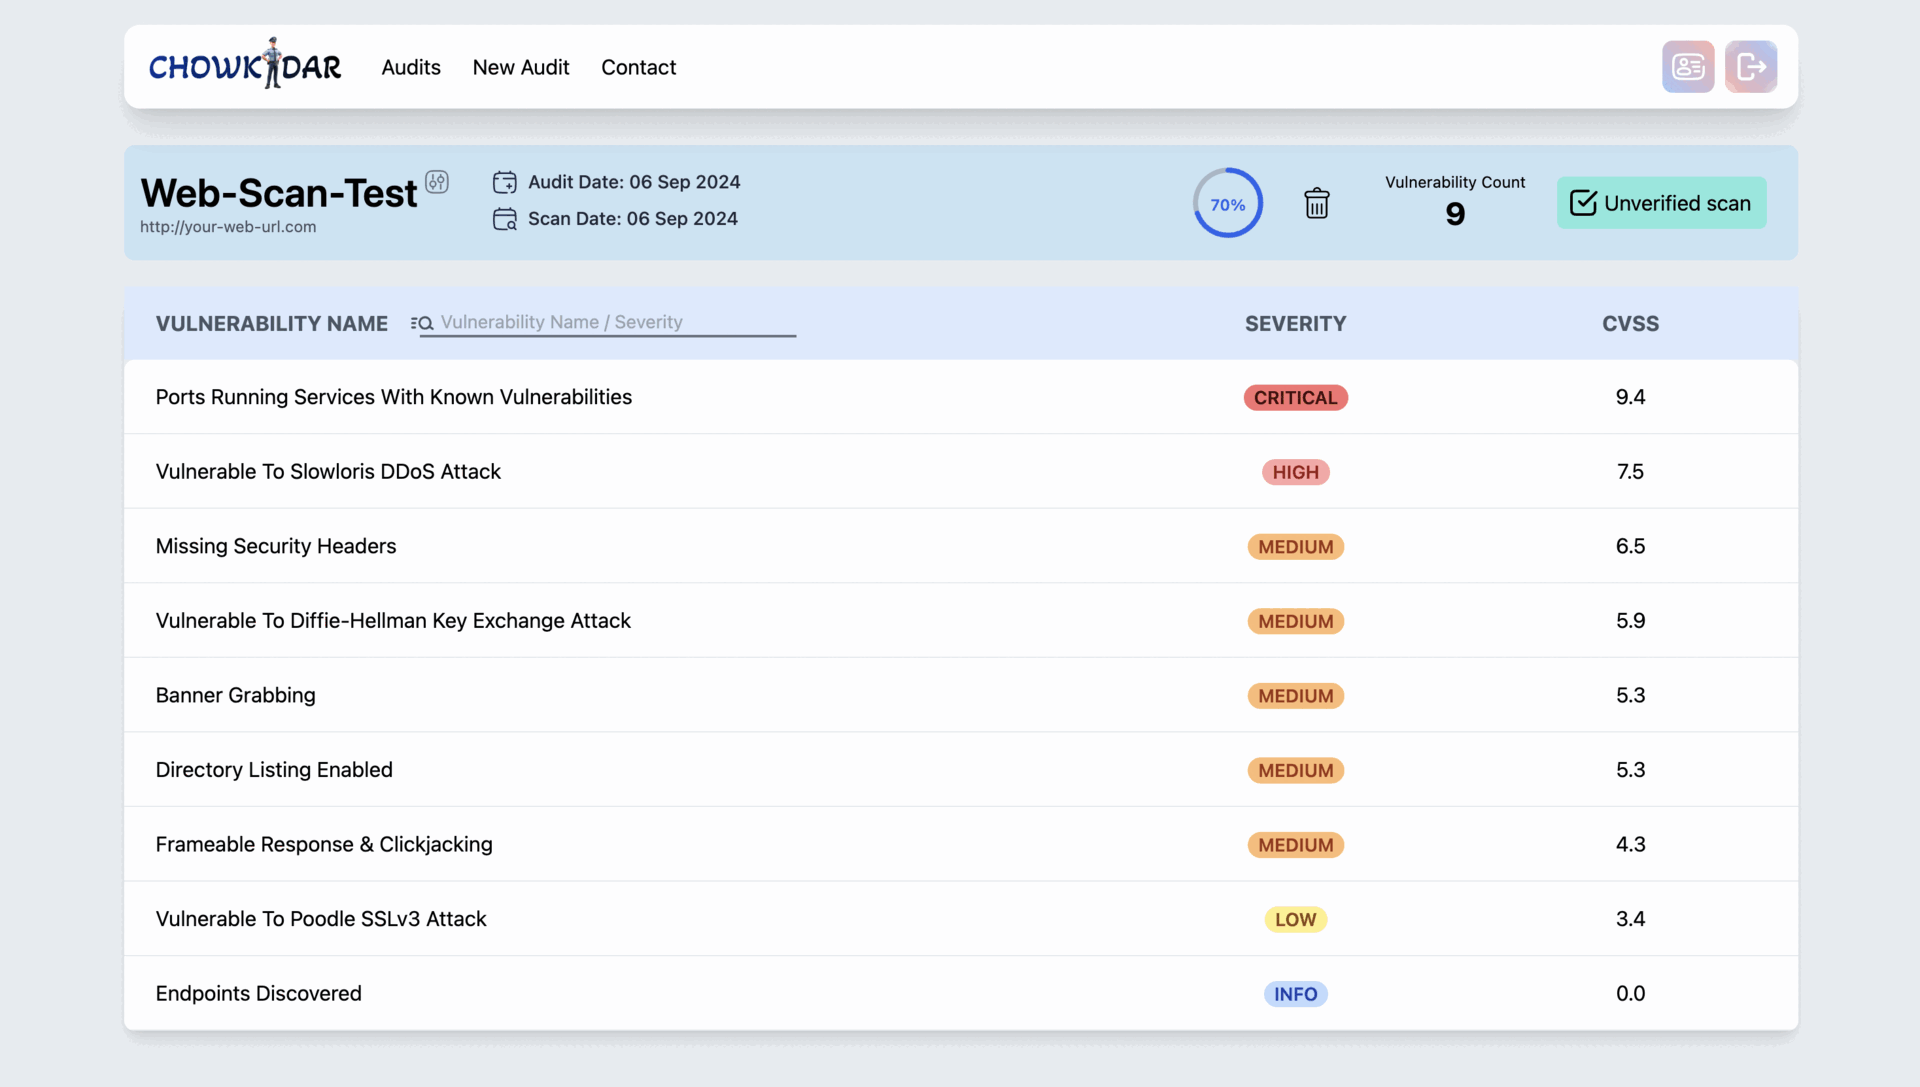 CHOWKIDAR
Audits
New Audit
Contact
Web-Scan-Test
http://your-web-url.com
Audit Date: 06 Sep 2024
Scan Date: 06 Sep 2024
70%
Vulnerability Count
9
Unverified scan
VULNERABILITY NAME
Vulnerability Name / Severity
SEVERITY
CVSS
Ports Running Services With Known Vulnerabilities CRITICAL 9.4
Vulnerable To Slowloris DDoS Attack HIGH 7.5
Missing Security Headers MEDIUM 6.5
Vulnerable To Diffie-Hellman Key Exchange Attack MEDIUM 5.9
Banner Grabbing MEDIUM 5.3
Directory Listing Enabled MEDIUM 5.3
Frameable Response & Clickjacking MEDIUM 4.3
Vulnerable To Poodle SSLv3 Attack LOW 3.4
Endpoints Discovered INFO 0.0